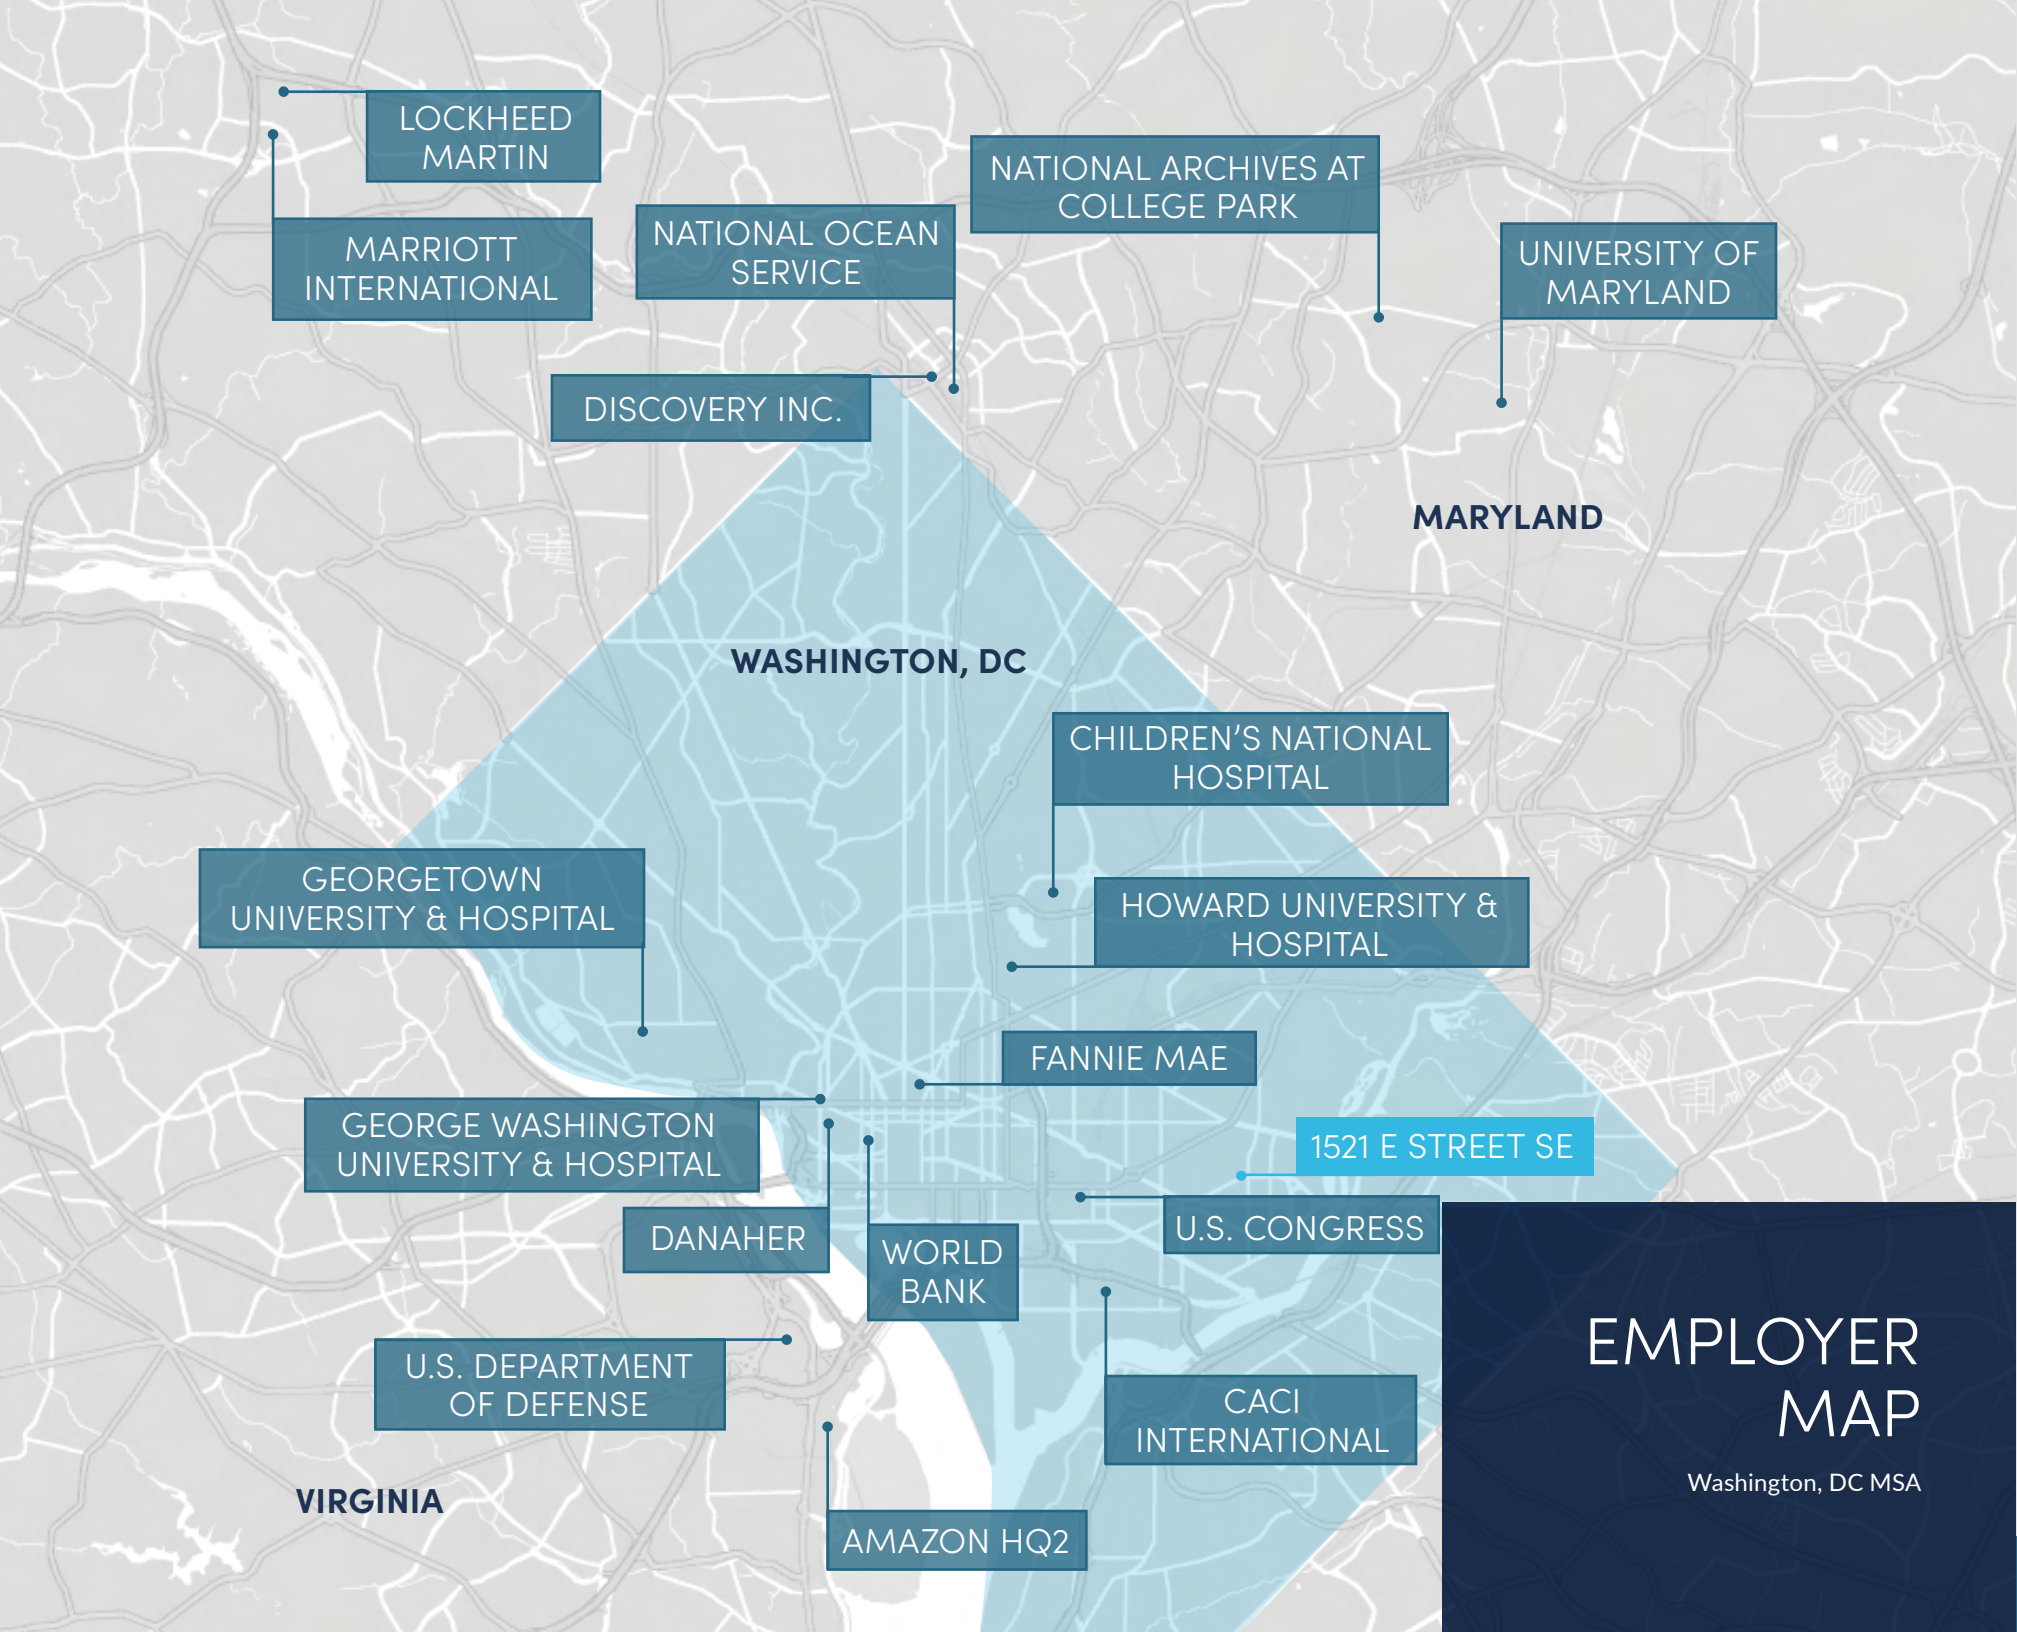 LOCKHEED
MARTIN
MARRIOTT
INTERNATIONAL
NATIONAL OCEAN
SERVICE
NATIONAL ARCHIVES AT
COLLEGE PARK
UNIVERSITY OF
MARYLAND
DISCOVERY INC.
MARYLAND
WASHINGTON, DC
CHILDREN’S NATIONAL
HOSPITAL
GEORGETOWN
UNIVERSITY & HOSPITAL
HOWARD UNIVERSITY &
HOSPITAL
FANNIE MAE
GEORGE WASHINGTON
UNIVERSITY & HOSPITAL
1521 E STREET SE
DANAHER
WORLD
BANK
U.S. CONGRESS
U.S. DEPARTMENT
OF DEFENSE
CACI
INTERNATIONAL
VIRGINIA
AMAZON HQ2
EMPLOYER
MAP
Washington, DC MSA